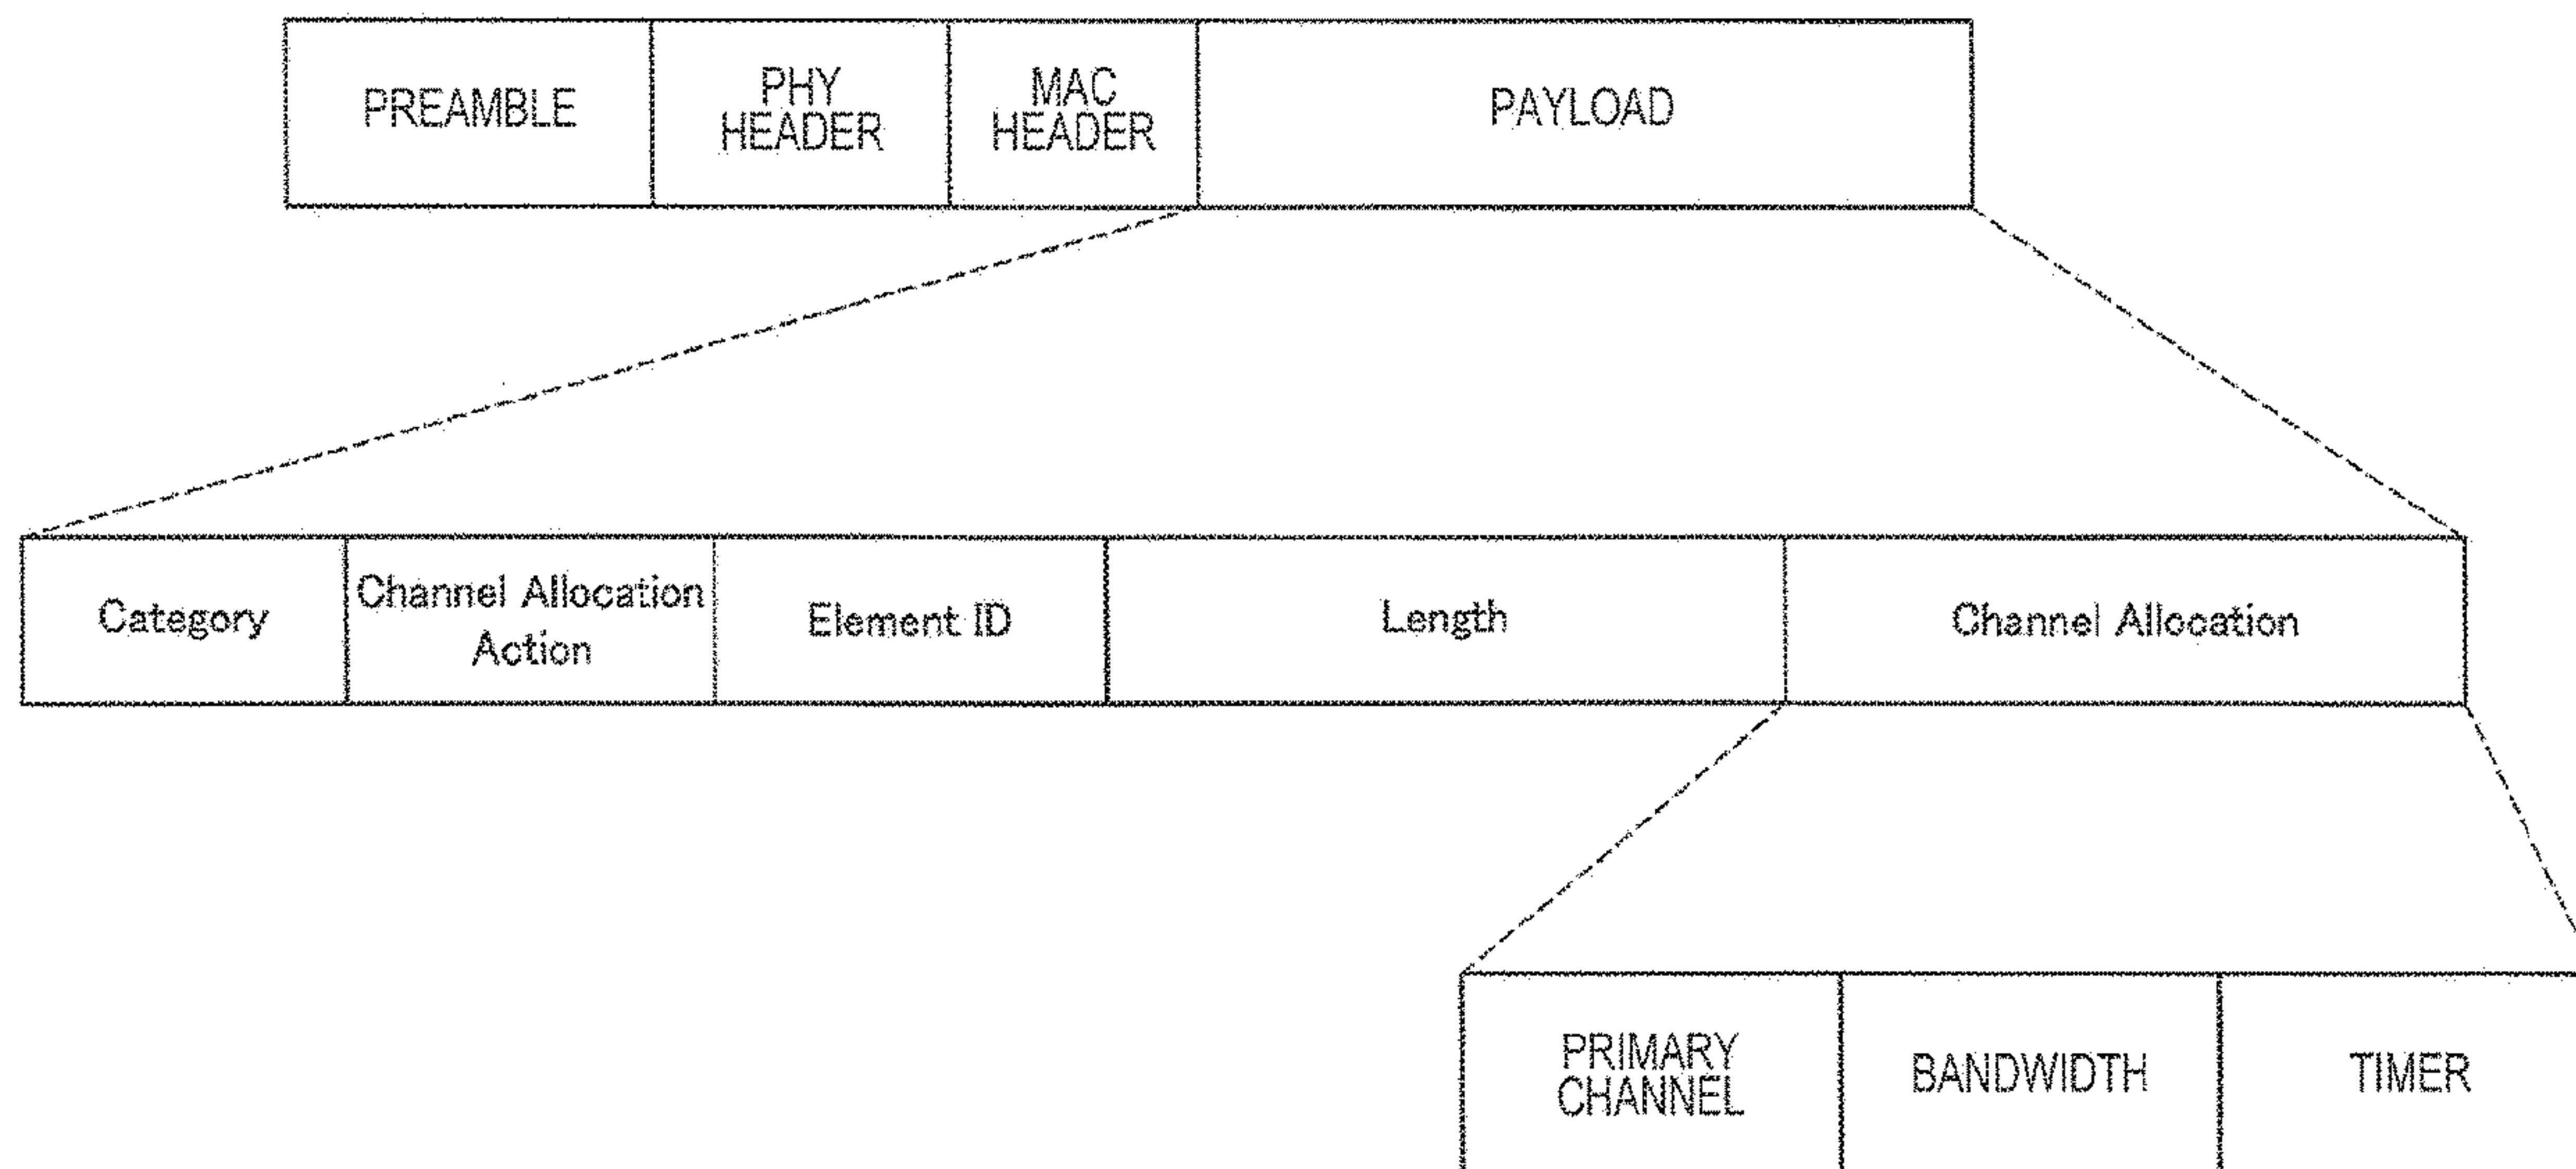 PREAMBLE
PHY
HEADER
MAC
HEADER
PAYLOAD
Category
Channel Allocation
Action
Element ID
Length
Channel Allocation
PRIMARY
CHANNEL
BANDWIDTH
TIMER